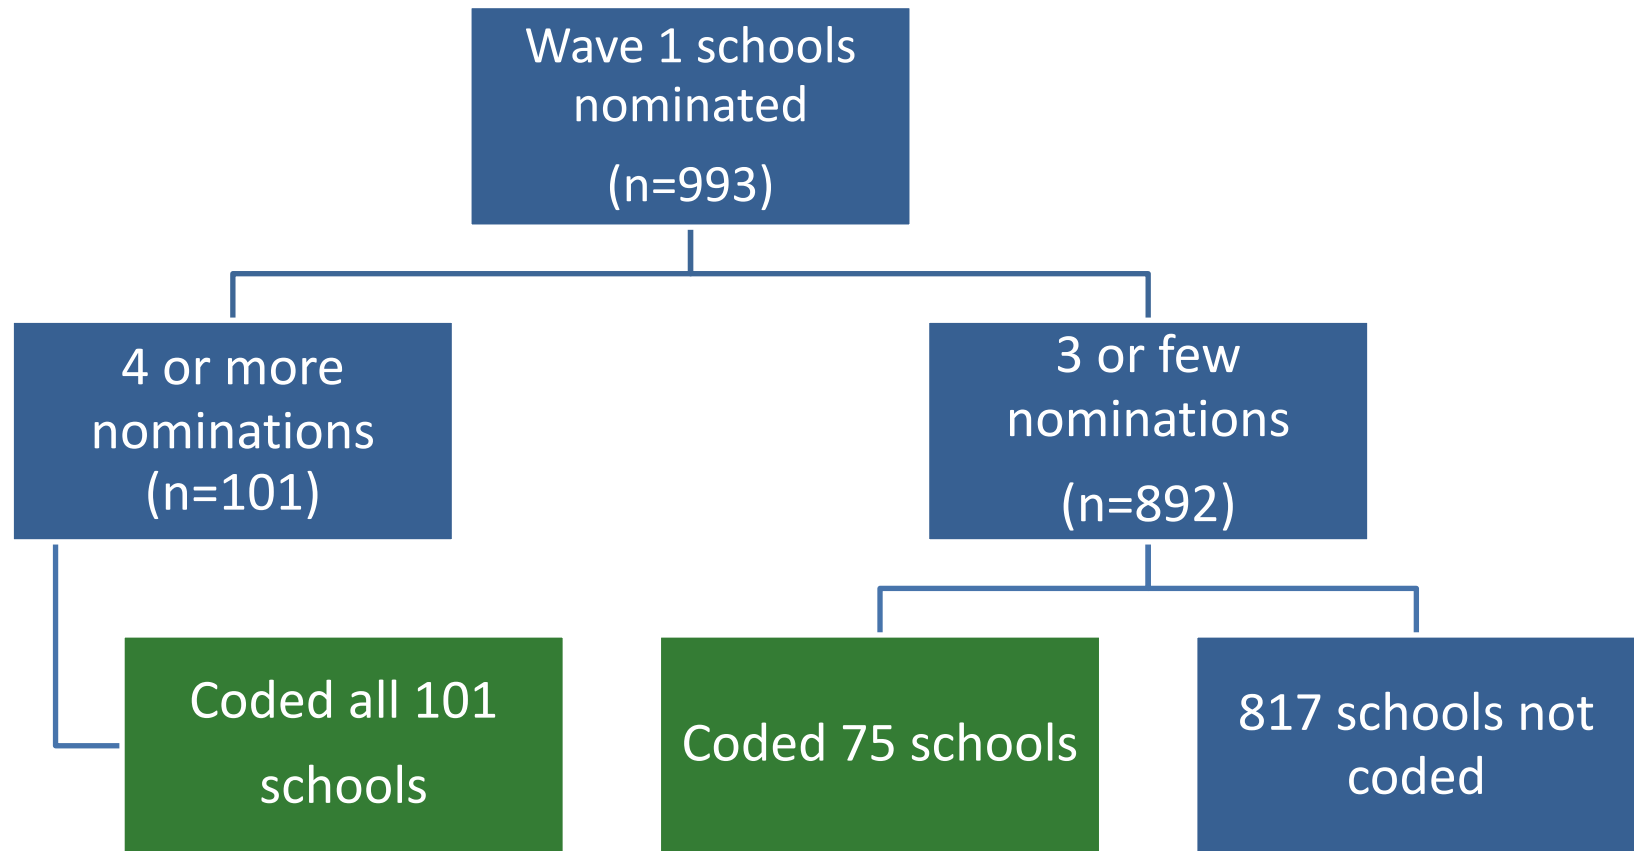 Wave 1 schools
nominated
(n=993)
4 or more
nominations
(n=101)
3 or few
nominations
(n=892)
Coded all 101
schools
Coded 75 schools
817 schools not
coded